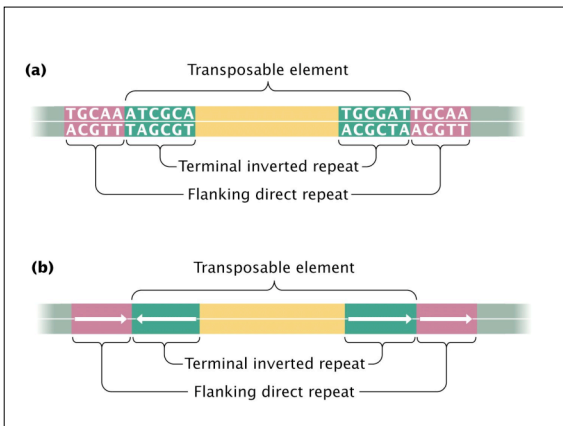 (a)
Transposable element
TGCAA ATCGCA TGCGAT TGCAA
ACGTT TAGCGT ACGCTA ACGTT
Terminal inverted repeat
Flanking direct repeat
(b)
Transposable element
Terminal inverted repeat
Flanking direct repeat